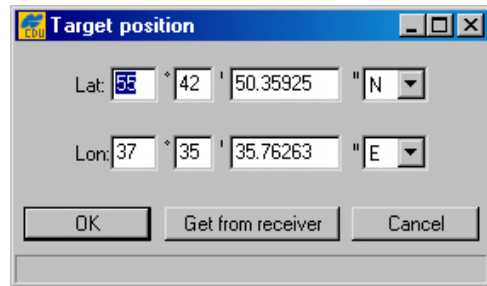 CDU Target position
Lat: 55 ° 42 ' 50.35925 " N
Lon: 37 ° 35 ' 35.76263 " E
OK Get from receiver Cancel